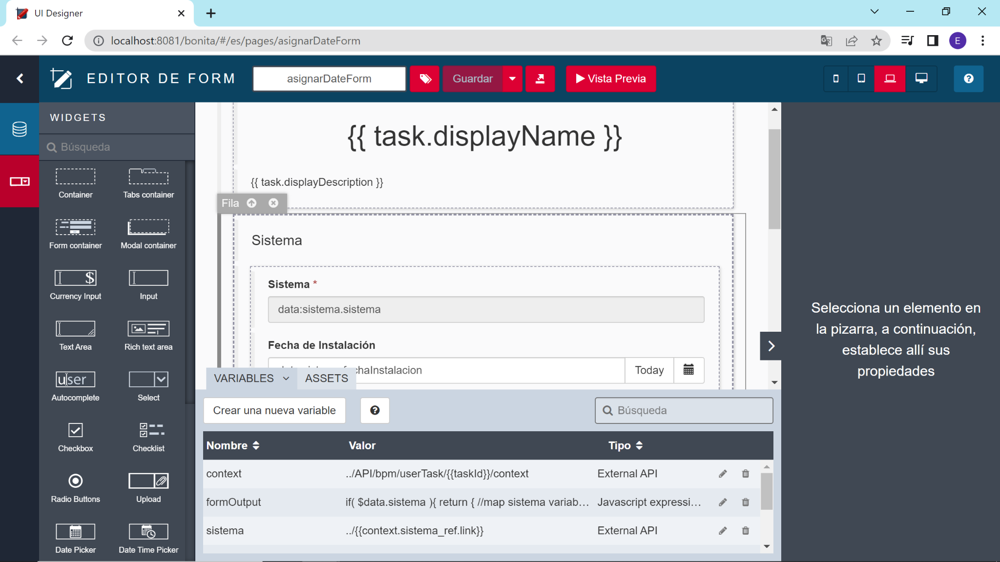 UI Designer
localhost:8081/bonita/#/es/pages/asignarDateForm
E
EDITOR DE FORM
asignarDateForm
Guardar
Vista Previa
WIDGETS
Búsqueda
Container
Tabs container
Form container
Modal container
$
Currency Input
Input
Text Area
Rich text area
user
Autocomplete
Select
Checkbox
Checklist
Radio Buttons
Upload
Date Picker
Date Time Picker
{{ task.displayName }}
{{ task.displayDescription }}
Fila
Sistema
Sistema *
data:sistema.sistema
Fecha de Instalación
chaInstalacion
Today
VARIABLES
ASSETS
Crear una nueva variable
?
Búsqueda
Nombre Valor Tipo
context ../API/bpm/userTask/{{taskId}}/context External API
formOutput if( $data.sistema ){ return { //map sistema variab... Javascript expressi...
sistema ../{{context.sistema_ref.link}} External API
Selecciona un elemento en
la pizarra, a continuación,
establece allí sus
propiedades